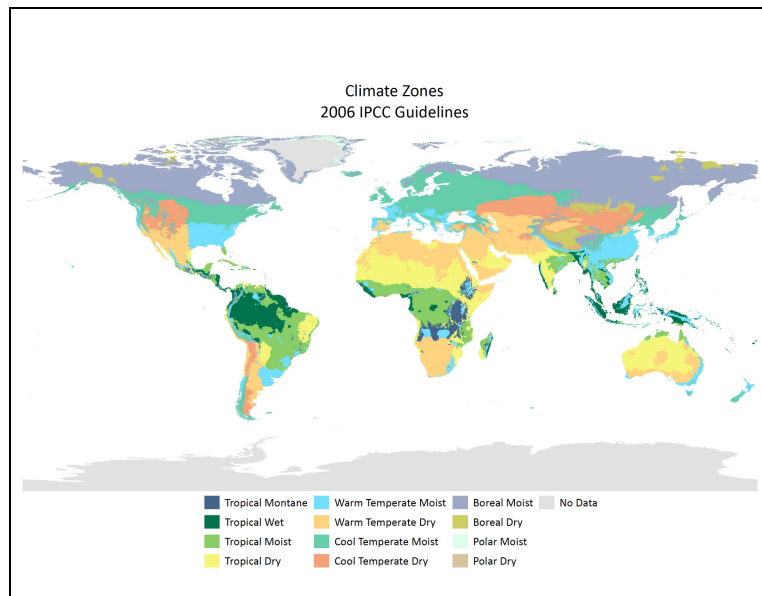 Climate Zones
2006 IPCC Guidelines
Tropical Montane
Tropical Wet
Tropical Moist
Tropical Dry
Warm Temperate Moist
Warm Temperate Dry
Cool Temperate Moist
Cool Temperate Dry
Boreal Moist
Boreal Dry
Polar Moist
Polar Dry
No Data